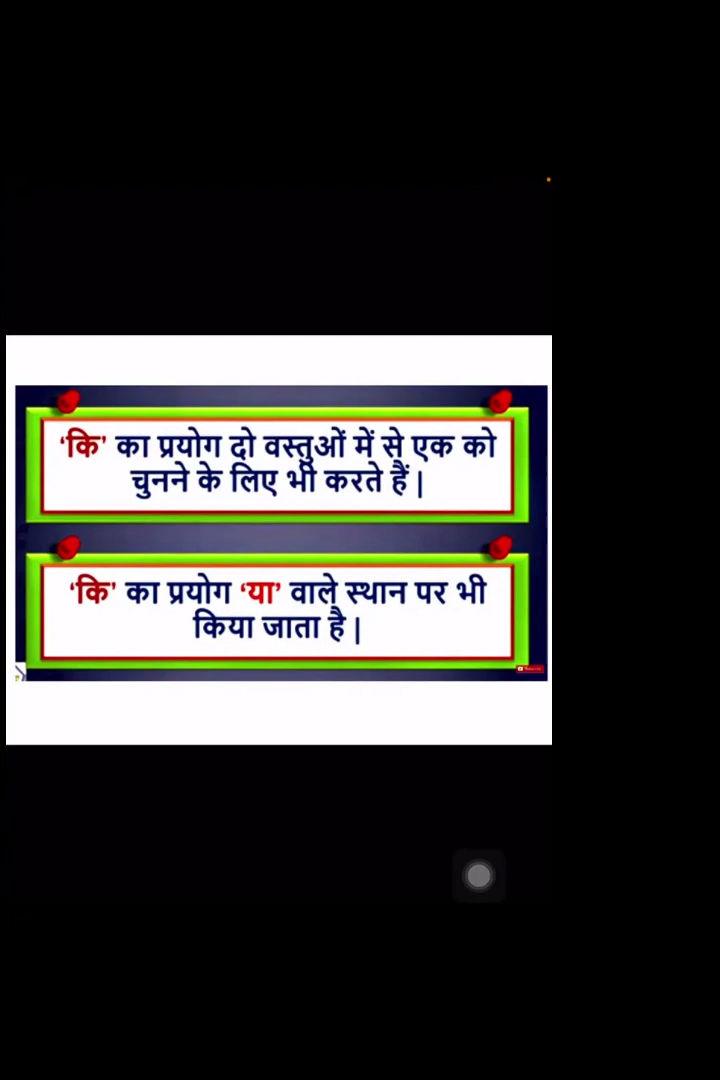 ‘कि’ का प्रयोग दो वस्तुओं में से एक को
चुनने के लिए भी करते हैं |
‘कि’ का प्रयोग ‘या’ वाले स्थान पर भी
किया जाता है |